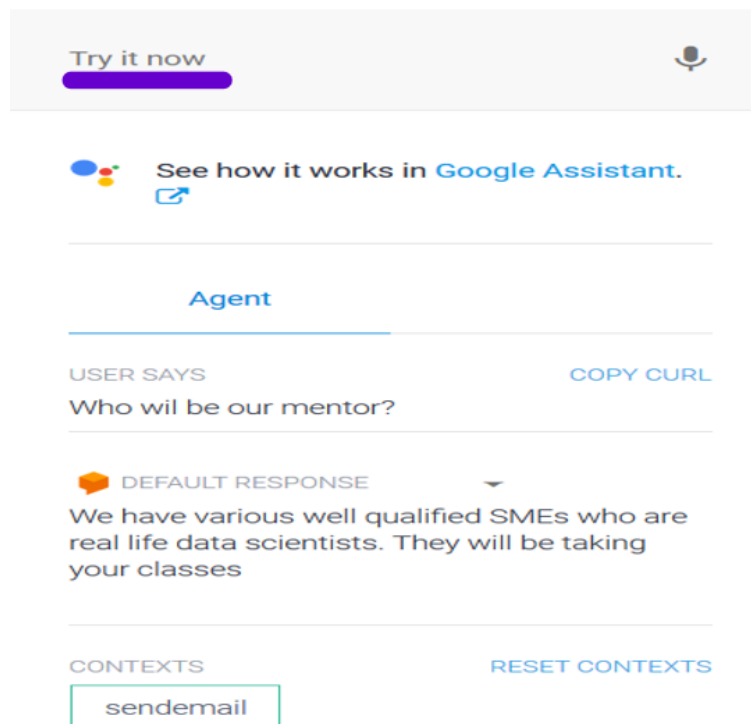 Try it now
See how it works in Google Assistant.
Agent
USER SAYS COPY CURL
Who wil be our mentor?
DEFAULT RESPONSE
We have various well qualified SMEs who are
real life data scientists. They will be taking
your classes
CONTEXTS RESET CONTEXTS
sendemail